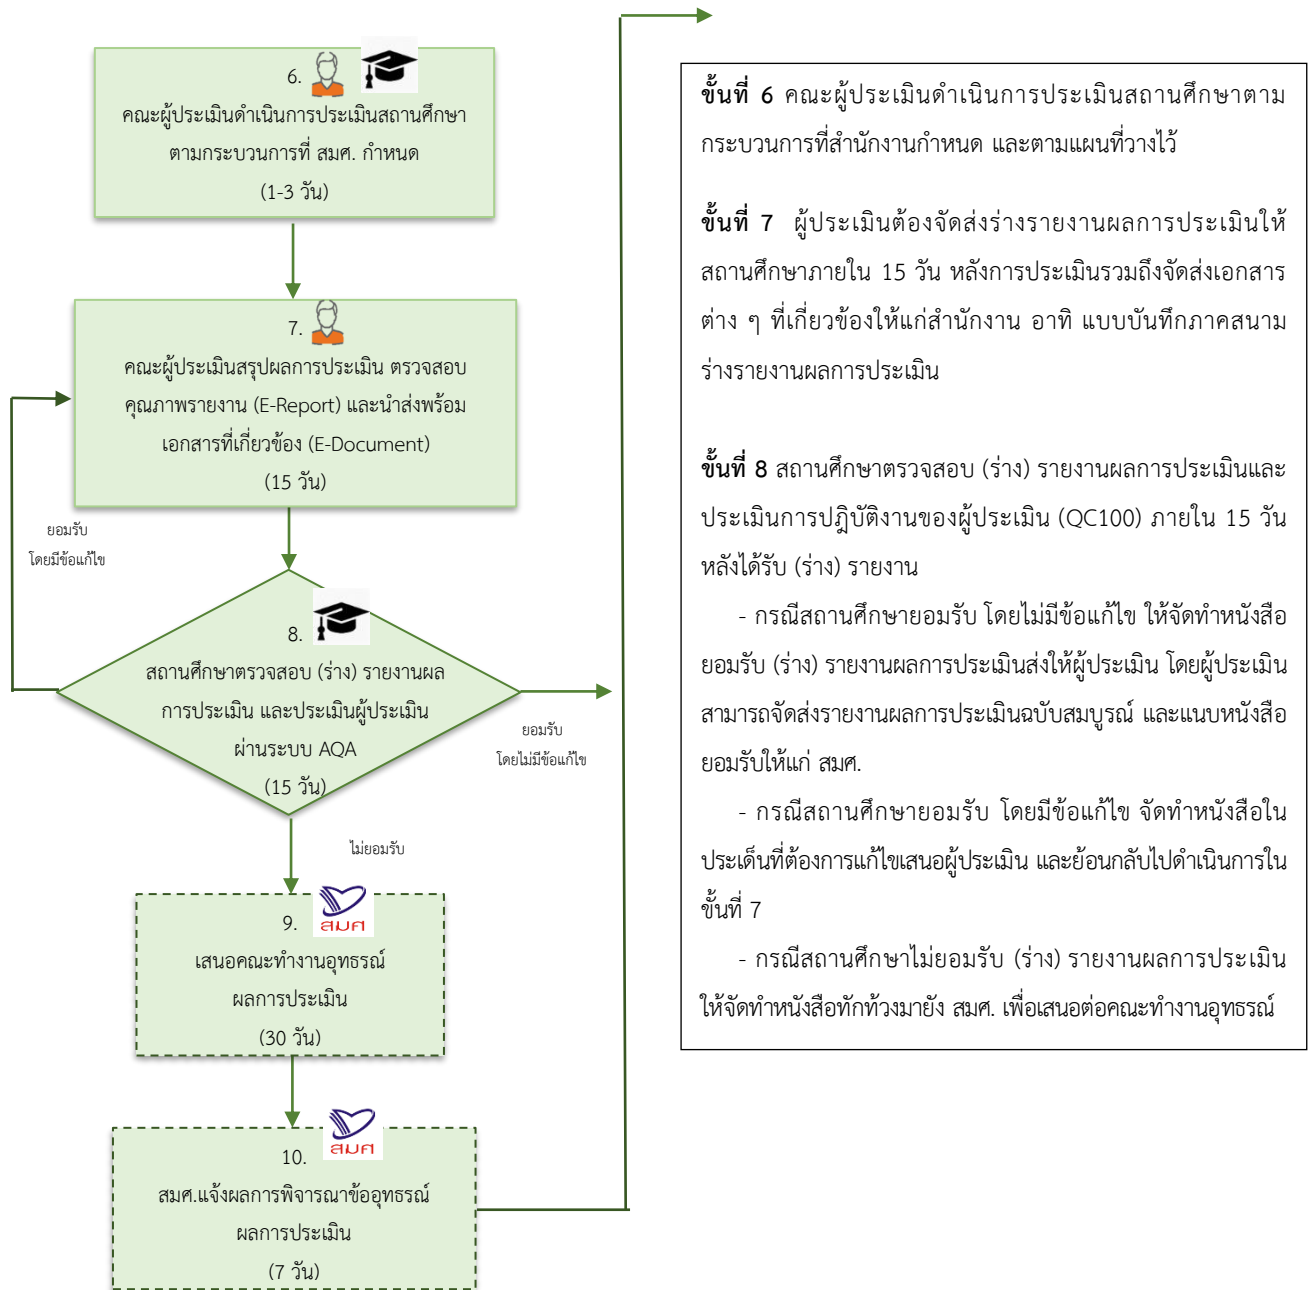 6.
คณะผู้ประเมินดำเนินการประเมินสถานศึกษา
ตามกระบวนการที่ สมศ. กำหนด
(1-3 วัน)
7.
คณะผู้ประเมินสรุปผลการประเมิน ตรวจสอบ
คุณภาพรายงาน (E-Report) และนำส่งพร้อม
เอกสารที่เกี่ยวข้อง (E-Document)
(15 วัน)
ยอมรับ
โดยมีข้อแก้ไข
8.
สถานศึกษาตรวจสอบ (ร่าง) รายงานผล
การประเมิน และประเมินผู้ประเมิน
ผ่านระบบ AQA
(15 วัน)
ยอมรับ
โดยไม่มีข้อแก้ไข
ไม่ยอมรับ
9.
สมศ
เสนอคณะทำงานอุทธรณ์
ผลการประเมิน
(30 วัน)
10.
สมศ
สมศ.แจ้งผลการพิจารณาข้ออุทธรณ์
ผลการประเมิน
(7 วัน)
ขั้นที่ 6 คณะผู้ประเมินดำเนินการประเมินสถานศึกษาตาม
กระบวนการที่สำนักงานกำหนด และตามแผนที่วางไว้
ขั้นที่ 7 ผู้ประเมินต้องจัดส่งร่างรายงานผลการประเมินให้
สถานศึกษาภายใน 15 วัน หลังการประเมินรวมถึงจัดส่งเอกสาร
ต่าง ๆ ที่เกี่ยวข้องให้แก่สำนักงาน อาทิ แบบบันทึกภาคสนาม
ร่างรายงานผลการประเมิน
ขั้นที่ 8 สถานศึกษาตรวจสอบ (ร่าง) รายงานผลการประเมินและ
ประเมินการปฏิบัติงานของผู้ประเมิน (QC100) ภายใน 15 วัน
หลังได้รับ (ร่าง) รายงาน
- กรณีสถานศึกษายอมรับ โดยไม่มีข้อแก้ไข ให้จัดทำหนังสือ
ยอมรับ (ร่าง) รายงานผลการประเมินส่งให้ผู้ประเมิน โดยผู้ประเมิน
สามารถจัดส่งรายงานผลการประเมินฉบับสมบูรณ์ และแนบหนังสือ
ยอมรับให้แก่ สมศ.
- กรณีสถานศึกษายอมรับ โดยมีข้อแก้ไข จัดทำหนังสือใน
ประเด็นที่ต้องการแก้ไขเสนอผู้ประเมิน และย้อนกลับไปดำเนินการใน
ขั้นที่ 7
- กรณีสถานศึกษาไม่ยอมรับ (ร่าง) รายงานผลการประเมิน
ให้จัดทำหนังสือทักท้วงมายัง สมศ. เพื่อเสนอต่อคณะทำงานอุทธรณ์